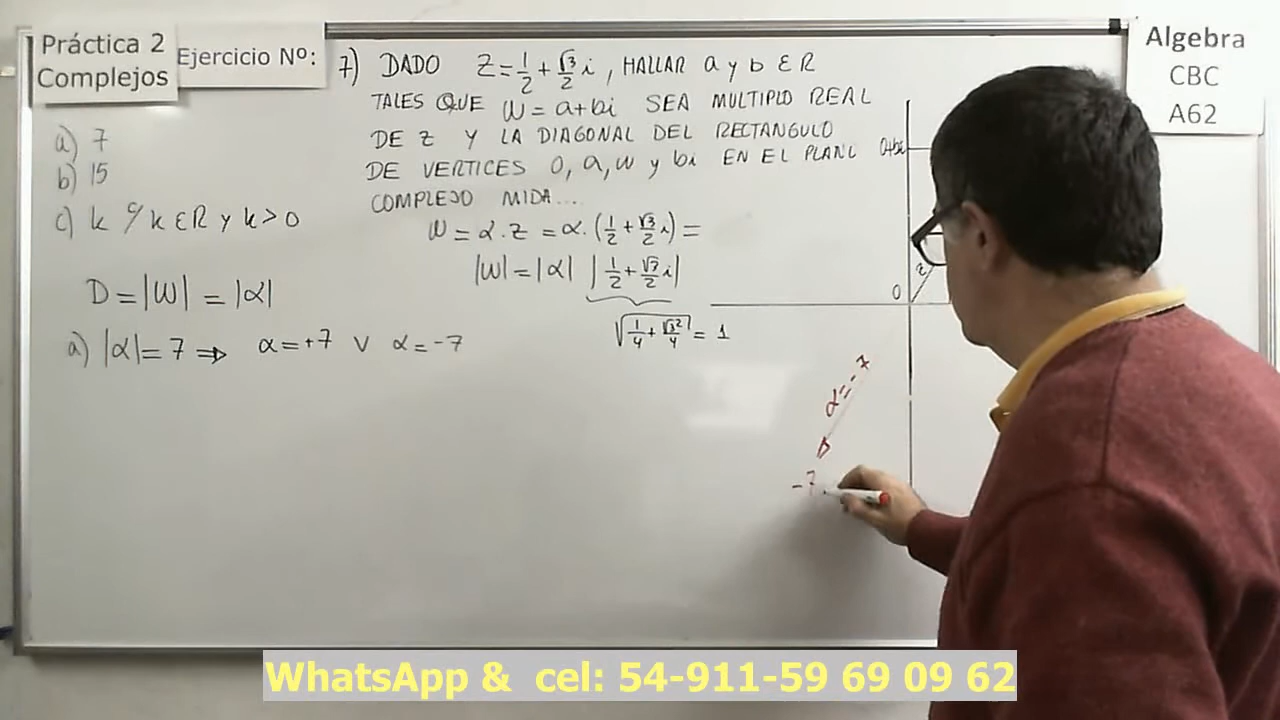 Práctica 2
Complejos
Ejercicio Nº:
7) DADO Z = 1/2 + √3/2 i , HALLAR a y b ∈ R
TALES QUE W = a+bi SEA MULTIPLO REAL
DE Z Y LA DIAGONAL DEL RECTANGULO
DE VERTICES 0, a, w y bi EN EL PLANO
COMPLEJO MIDA...
a) 7
b) 15
c) k % k ∈ R y k > 0
W = α . Z = α . (1/2 + √3/2 i) =
|W| = |α| |1/2 + √3/2 i|
√(1/4 + √3²/4) = 1
D = |W| = |α|
a) |α| = 7 ⇒ α = +7 ∨ α = -7
0+bi
z
0
α = -7
-7
Algebra
CBC
A62
WhatsApp & cel: 54-911-59 69 09 62